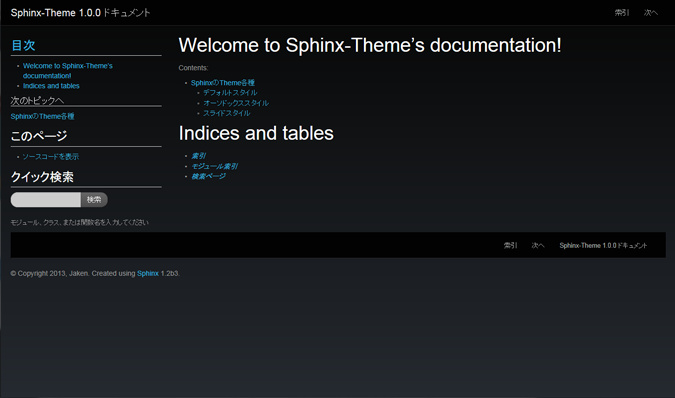 Sphinx-Theme 1.0.0 ドキュメント
索引 次へ
目次
Welcome to Sphinx-Theme's
documentation!
Indices and tables
次のトピックへ
SphinxのTheme各種
このページ
ソースコードを表示
クイック検索
検索
モジュール、クラス、または関数名を入力してください
Welcome to Sphinx-Theme's documentation!
Contents:
SphinxのTheme各種
デフォルトスタイル
オーソドックススタイル
スライドスタイル
Indices and tables
索引
モジュール索引
検索ページ
索引 次へ Sphinx-Theme 1.0.0 ドキュメント
© Copyright 2013, Jaken. Created using Sphinx 1.2b3.